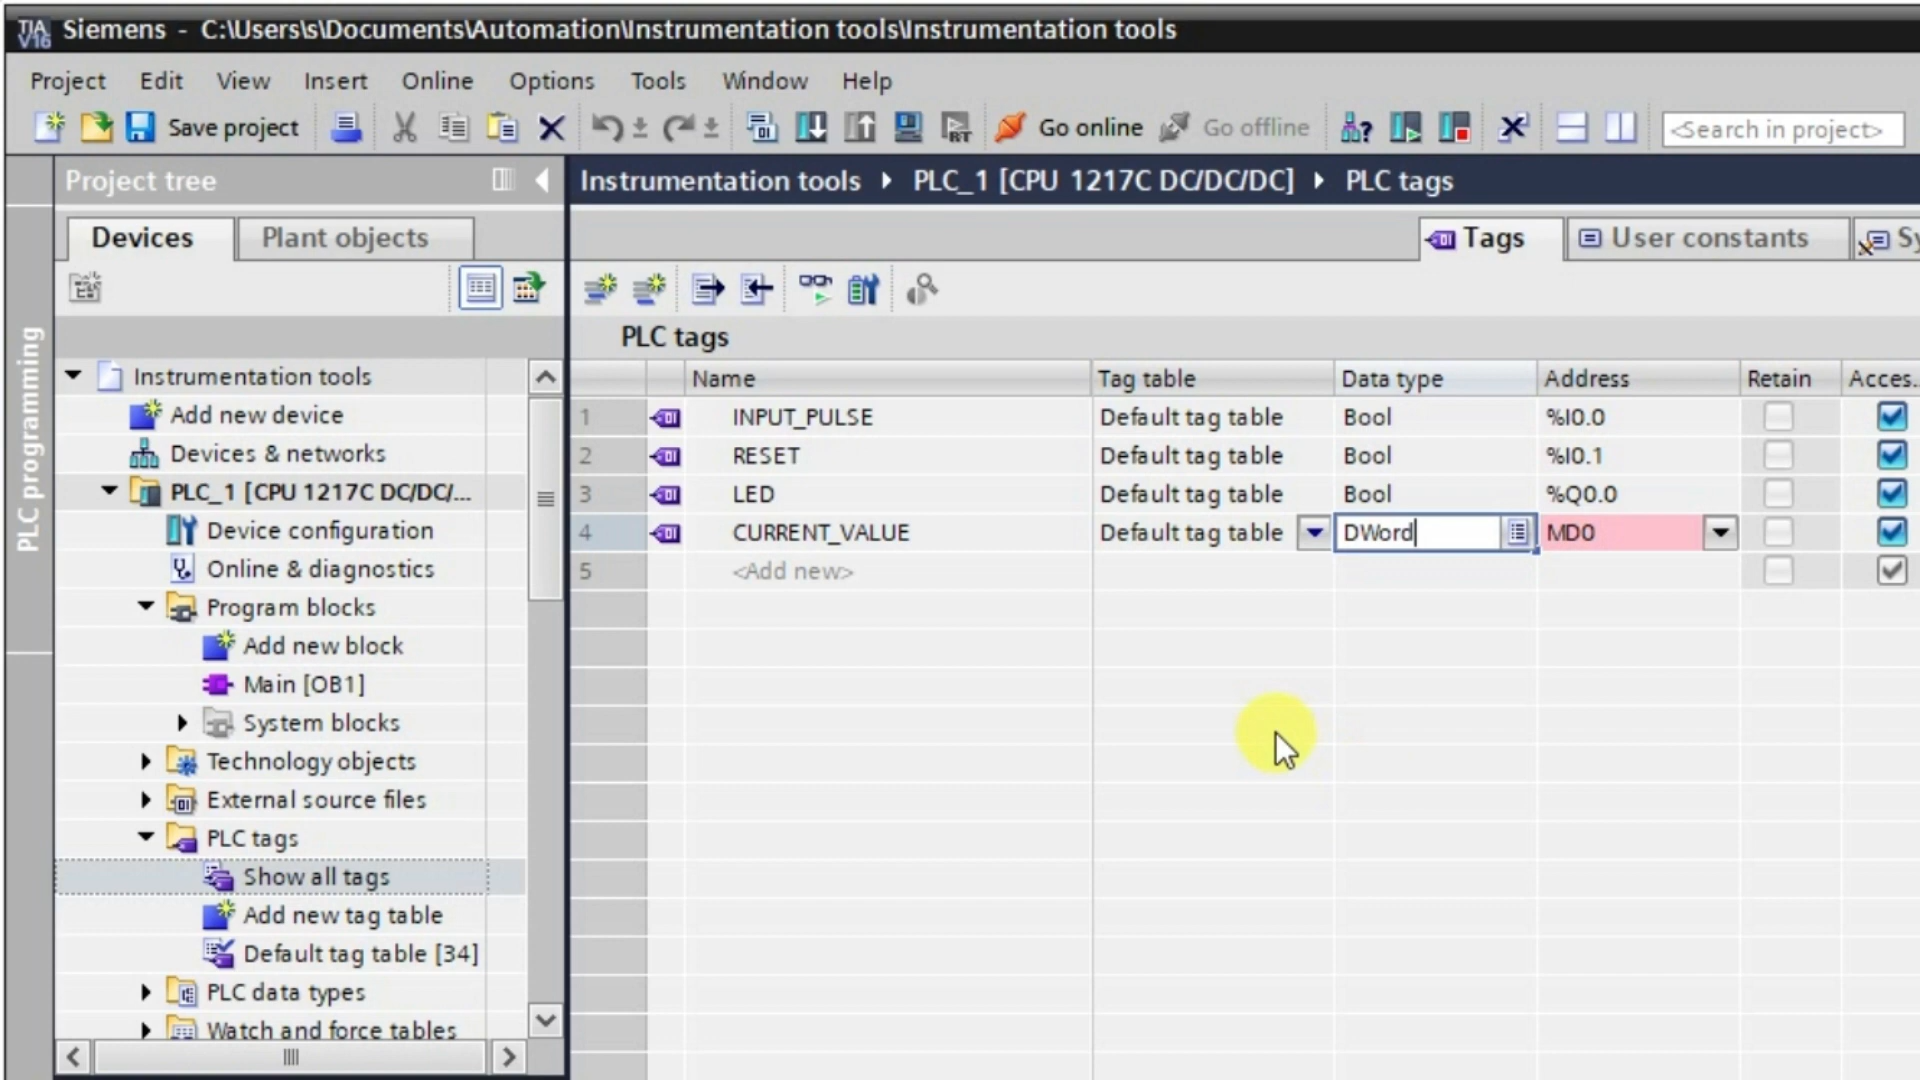 TIA V16 Siemens - C:\Users\s\Documents\Automation\Instrumentation tools\Instrumentation tools
Project Edit View Insert Online Options Tools Window Help
Save project Go online Go offline <Search in project>
Project tree
Instrumentation tools PLC_1 [CPU 1217C DC/DC/DC] PLC tags
Devices Plant objects
Tags User constants Sy
PLC programming
PLC tags
Name Tag table Data type Address Retain Acces...
1 INPUT_PULSE Default tag table Bool %I0.0
2 RESET Default tag table Bool %I0.1
3 LED Default tag table Bool %Q0.0
4 CURRENT_VALUE Default tag table DWord MD0
5 <Add new>
Instrumentation tools
Add new device
Devices & networks
PLC_1 [CPU 1217C DC/DC/...
Device configuration
Online & diagnostics
Program blocks
Add new block
Main [OB1]
System blocks
Technology objects
External source files
PLC tags
Show all tags
Add new tag table
Default tag table [34]
PLC data types
Watch and force tables